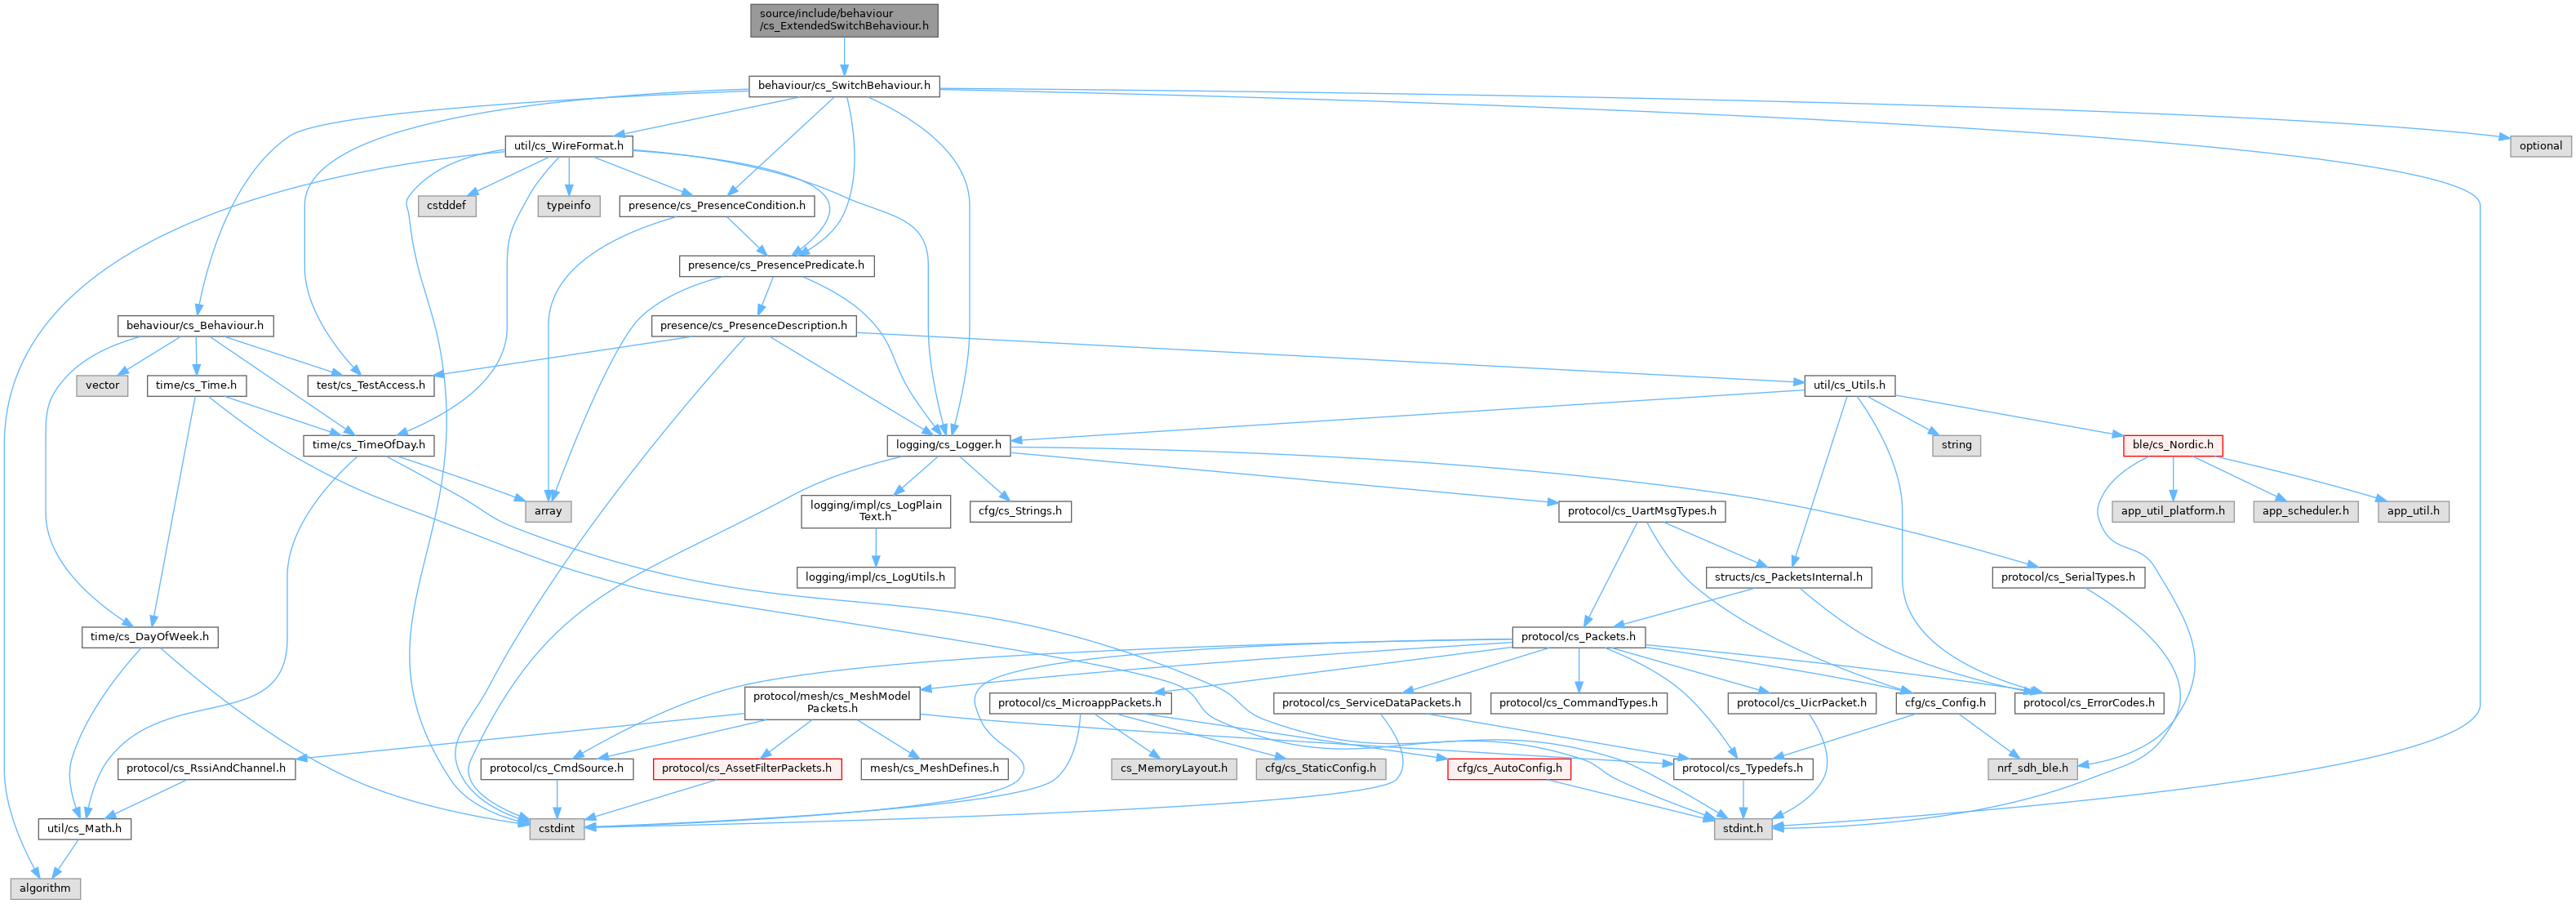 source/include/behaviour
/cs_ExtendedSwitchBehaviour.h
behaviour/cs_SwitchBehaviour.h
util/cs_WireFormat.h
optional
cstddef
typeinfo
presence/cs_PresenceCondition.h
presence/cs_PresencePredicate.h
behaviour/cs_Behaviour.h
presence/cs_PresenceDescription.h
vector
time/cs_Time.h
test/cs_TestAccess.h
util/cs_Utils.h
time/cs_TimeOfDay.h
logging/cs_Logger.h
string
ble/cs_Nordic.h
array
logging/impl/cs_LogPlain
Text.h
cfg/cs_Strings.h
protocol/cs_UartMsgTypes.h
app_util_platform.h
app_scheduler.h
app_util.h
logging/impl/cs_LogUtils.h
structs/cs_PacketsInternal.h
protocol/cs_SerialTypes.h
time/cs_DayOfWeek.h
protocol/cs_Packets.h
protocol/mesh/cs_MeshModel
Packets.h
protocol/cs_MicroappPackets.h
protocol/cs_ServiceDataPackets.h
protocol/cs_CommandTypes.h
protocol/cs_UicrPacket.h
cfg/cs_Config.h
protocol/cs_ErrorCodes.h
protocol/cs_RssiAndChannel.h
protocol/cs_CmdSource.h
protocol/cs_AssetFilterPackets.h
mesh/cs_MeshDefines.h
cs_MemoryLayout.h
cfg/cs_StaticConfig.h
cfg/cs_AutoConfig.h
protocol/cs_Typedefs.h
nrf_sdh_ble.h
util/cs_Math.h
cstdint
stdint.h
algorithm